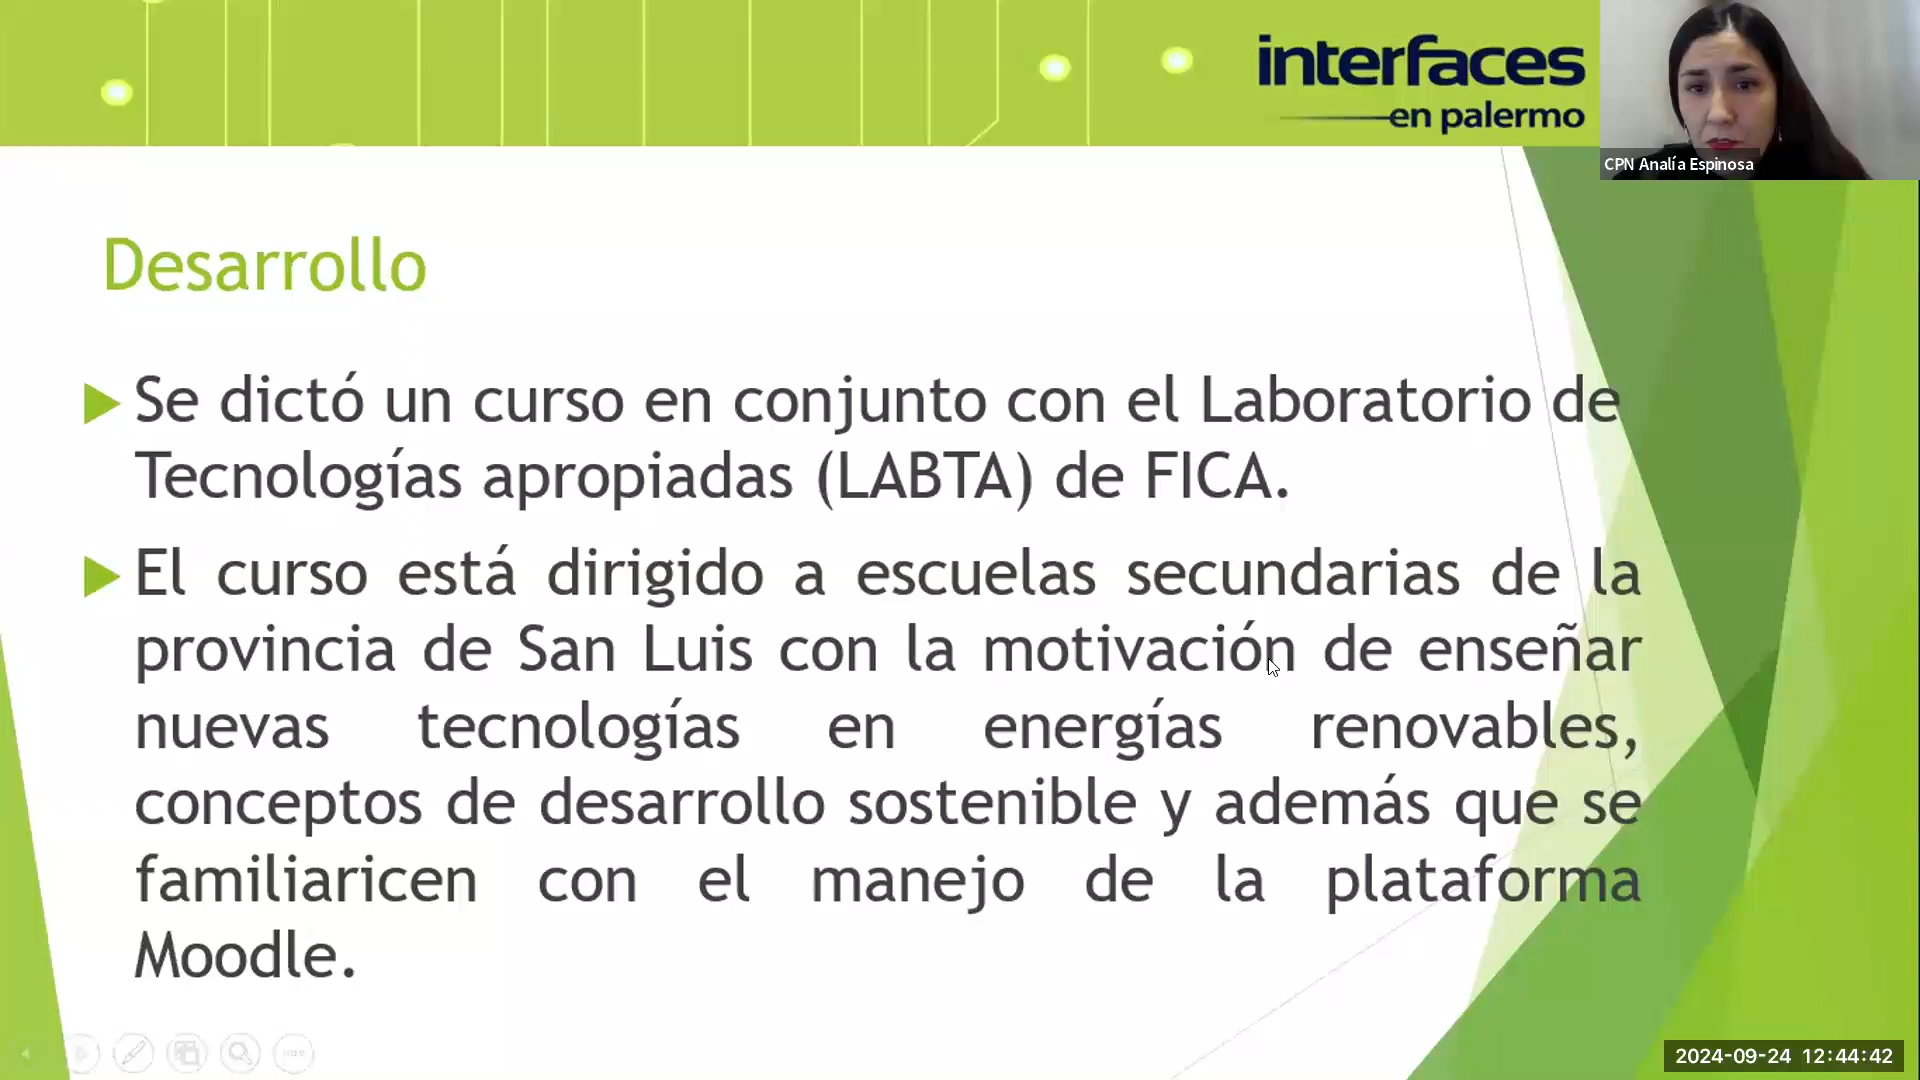 interfaces
en palermo
CPN Analía Espinosa
Desarrollo
Se dictó un curso en conjunto con el Laboratorio de
Tecnologías apropiadas (LABTA) de FICA.
El curso está dirigido a escuelas secundarias de la
provincia de San Luis con la motivación de enseñar
nuevas tecnologías en energías renovables,
conceptos de desarrollo sostenible y además que se
familiaricen con el manejo de la plataforma
Moodle.
2024-09-24 12:44:42